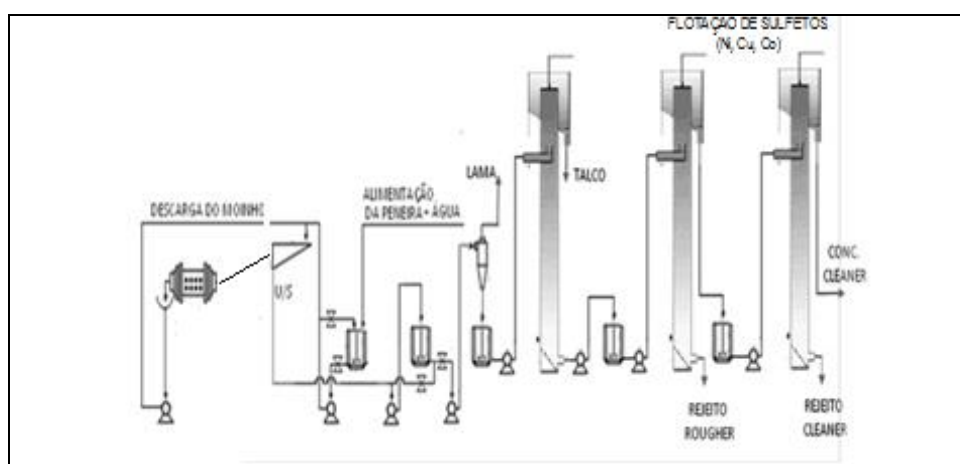 FLOTAÇÃO DE SULFETOS
(Ni, Cu, Co)
LAMA
TALCO
ALIMENTAÇÃO
DA PENEIRA + ÁGUA
DESCARGA DO MOINHO
U/S
CONC.
CLEANER
REJEITO
ROUGHER
REJEITO
CLEANER